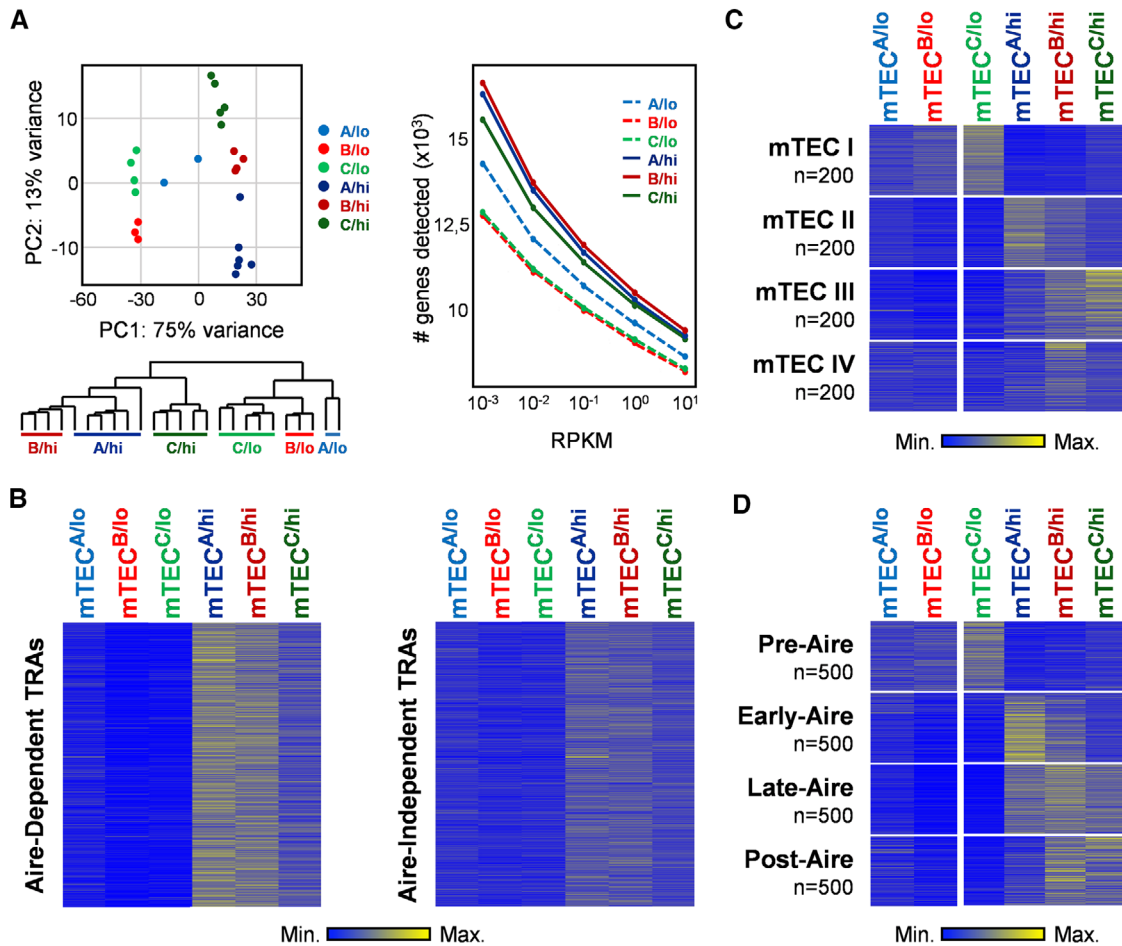 A
PC2: 13% variance
10
0
-10
-60
-30
0
30
PC1: 75% variance
A/lo
B/lo
C/lo
A/hi
B/hi
C/hi
B/hi
A/hi
C/hi
C/lo
B/lo
A/lo
# genes detected (x10³)
15
12,5
10
A/lo
B/lo
C/lo
A/hi
B/hi
C/hi
10⁻³
10⁻²
10⁻¹
10⁰
10¹
RPKM
B
mTEC^A/lo
mTEC^B/lo
mTEC^C/lo
mTEC^A/hi
mTEC^B/hi
mTEC^C/hi
Aire-Dependent TRAs
mTEC^A/lo
mTEC^B/lo
mTEC^C/lo
mTEC^A/hi
mTEC^B/hi
mTEC^C/hi
Aire-Independent TRAs
Min.
Max.
C
mTEC^A/lo
mTEC^B/lo
mTEC^C/lo
mTEC^A/hi
mTEC^B/hi
mTEC^C/hi
mTEC I
n=200
mTEC II
n=200
mTEC III
n=200
mTEC IV
n=200
Min.
Max.
D
mTEC^A/lo
mTEC^B/lo
mTEC^C/lo
mTEC^A/hi
mTEC^B/hi
mTEC^C/hi
Pre-Aire
n=500
Early-Aire
n=500
Late-Aire
n=500
Post-Aire
n=500
Min.
Max.